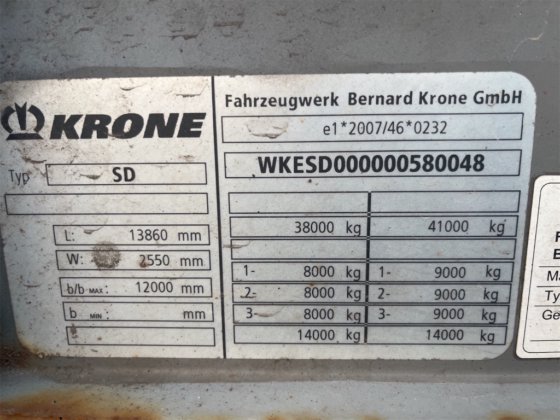 KRONE
Typ SD
L: 13860 mm
W: 2550 mm
b/b MAX: 12000 mm
b MIN: mm
Fahrzeugwerk Bernard Krone GmbH
e1*2007/46*0232
WKESD000000580048
38000 kg 41000 kg
1- 8000 kg 1- 9000 kg
2- 8000 kg 2- 9000 kg
3- 8000 kg 3- 9000 kg
14000 kg 14000 kg
Ty